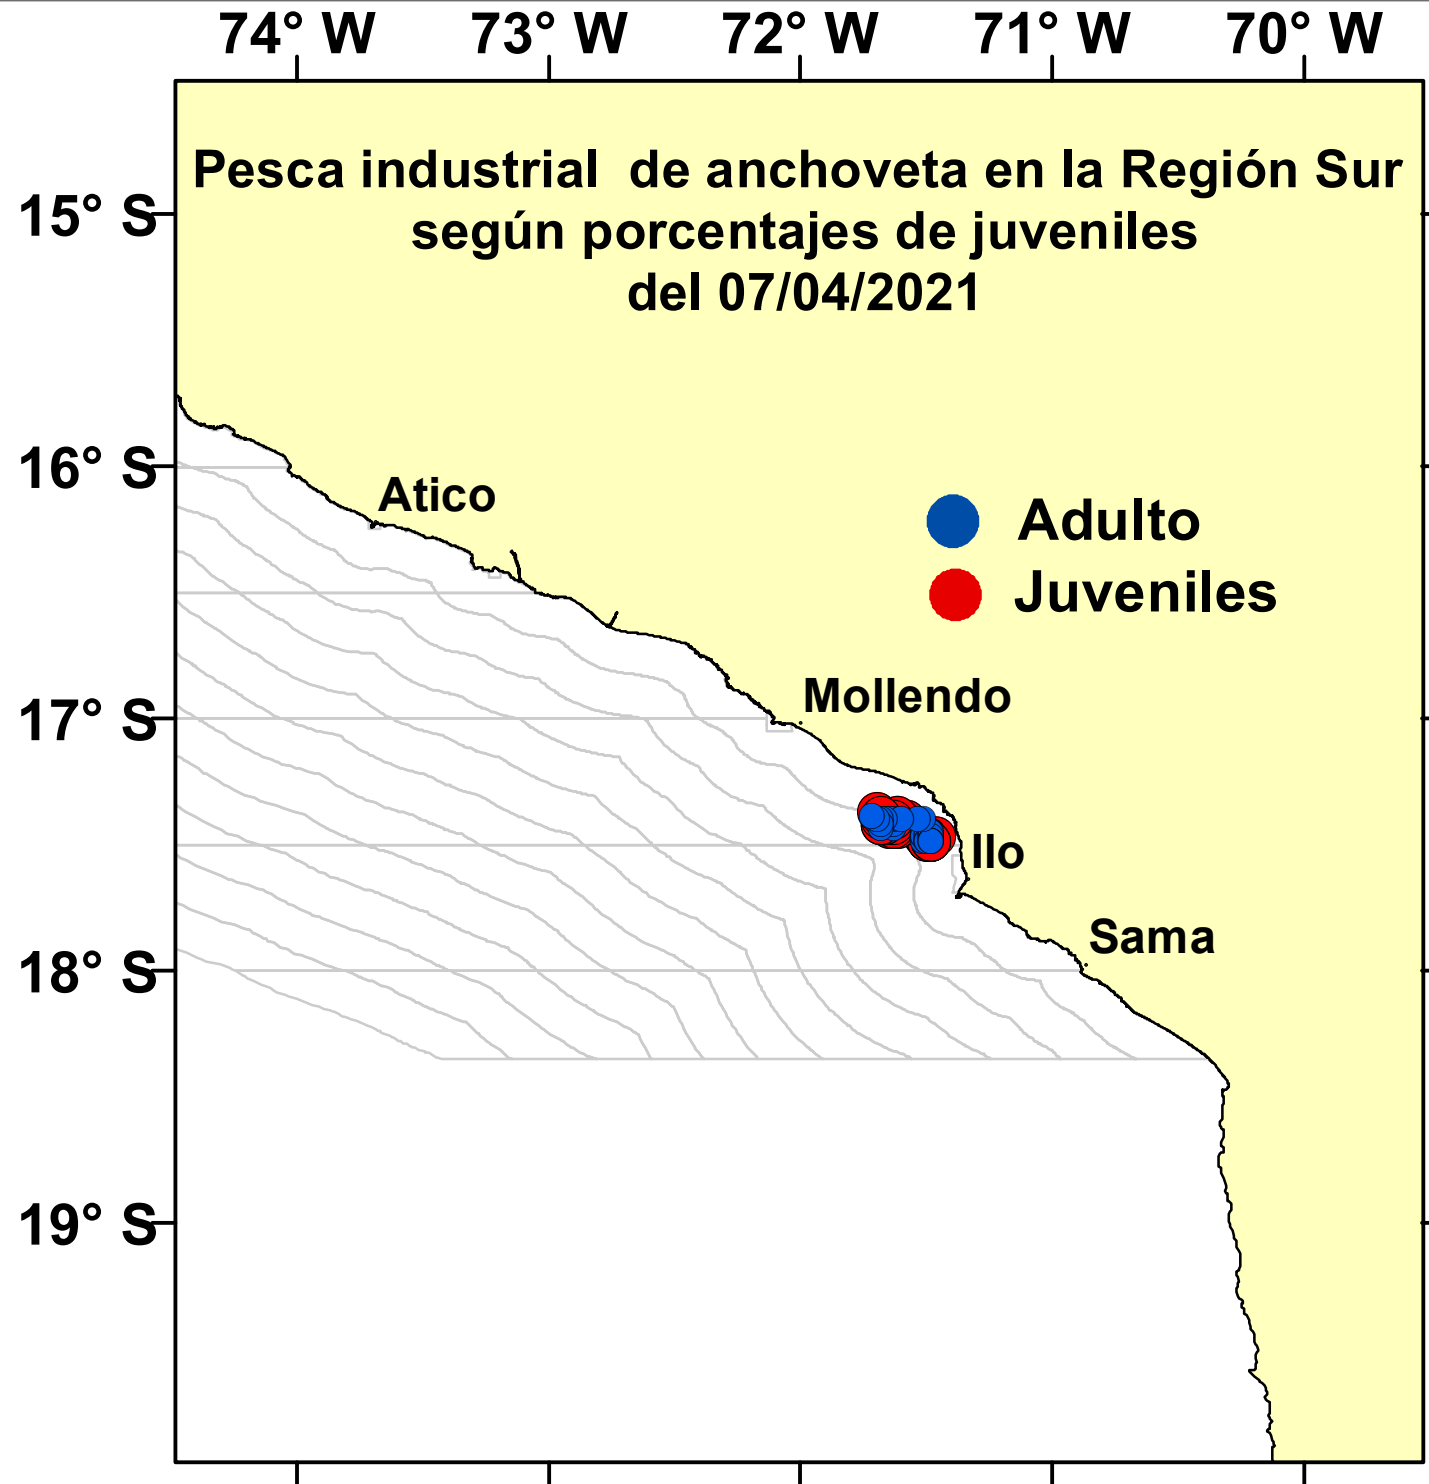 74° W 73° W 72° W 71° W 70° W
Pesca industrial de anchoveta en la Región Sur
según porcentajes de juveniles
del 07/04/2021
15° S
16° S
Atico
Adulto
Juveniles
Mollendo
17° S
Ilo
Sama
18° S
19° S